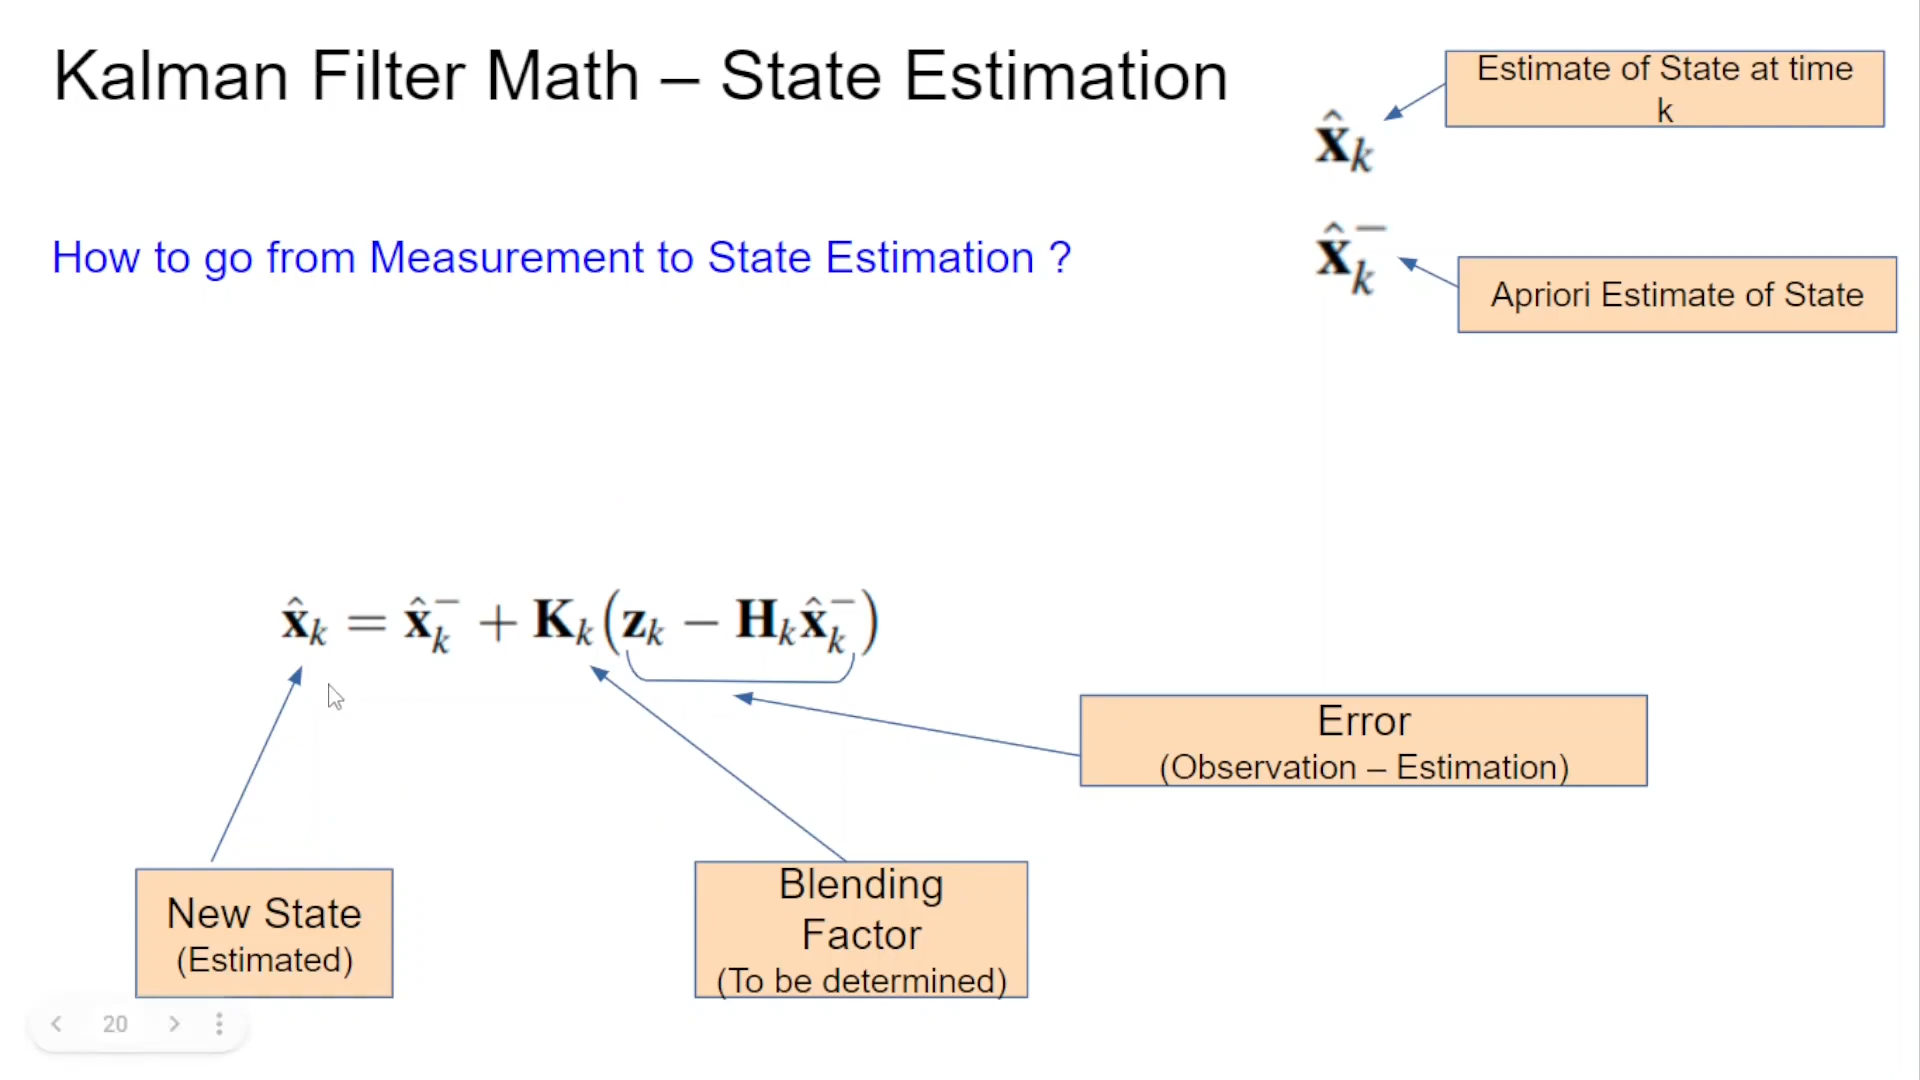 Kalman Filter Math – State Estimation
Estimate of State at time
k
x̂ₖ
How to go from Measurement to State Estimation ?
x̂ₖ⁻
Apriori Estimate of State
x̂ₖ = x̂ₖ⁻ + Kₖ(zₖ − Hₖx̂ₖ⁻)
Error
(Observation – Estimation)
New State
(Estimated)
Blending
Factor
(To be determined)
20